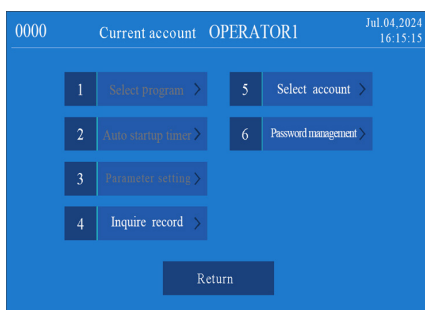 0000 Current account OPERATOR1 Jul.04,2024
16:15:15
1 Select program >
2 Auto startup timer >
3 Parameter setting >
4 Inquire record >
5 Select account >
6 Password management >
Return